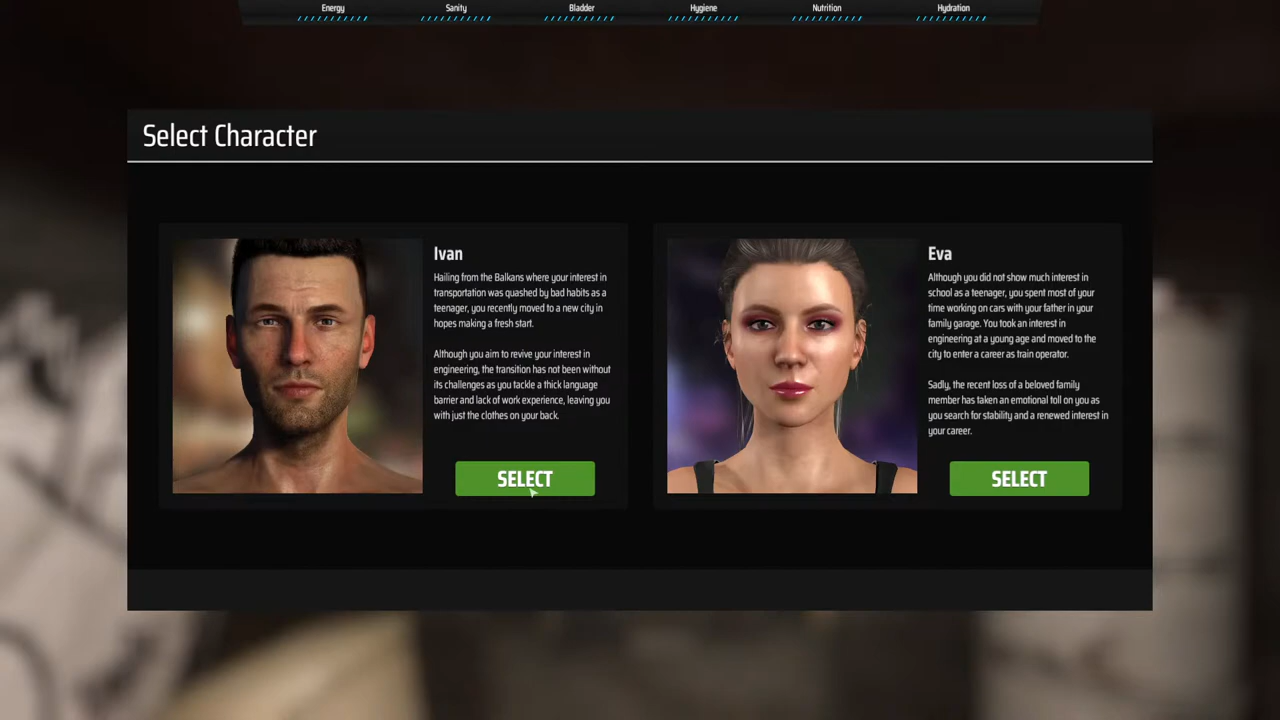 Energy Sanity Bladder Hygiene Nutrition Hydration
Select Character
Ivan
Hailing from the Balkans where your interest in
transportation was quashed by bad habits as a
teenager, you recently moved to a new city in
hopes making a fresh start.
Although you aim to revive your interest in
engineering, the transition has not been without
its challenges as you tackle a thick language
barrier and lack of work experience, leaving you
with just the clothes on your back.
SELECT
Eva
Although you did not show much interest in
school as a teenager, you spent most of your
time working on cars with your father in your
family garage. You took an interest in
engineering at a young age and moved to the
city to enter a career as train operator.
Sadly, the recent loss of a beloved family
member has taken an emotional toll on you as
you search for stability and a renewed interest in
your career.
SELECT